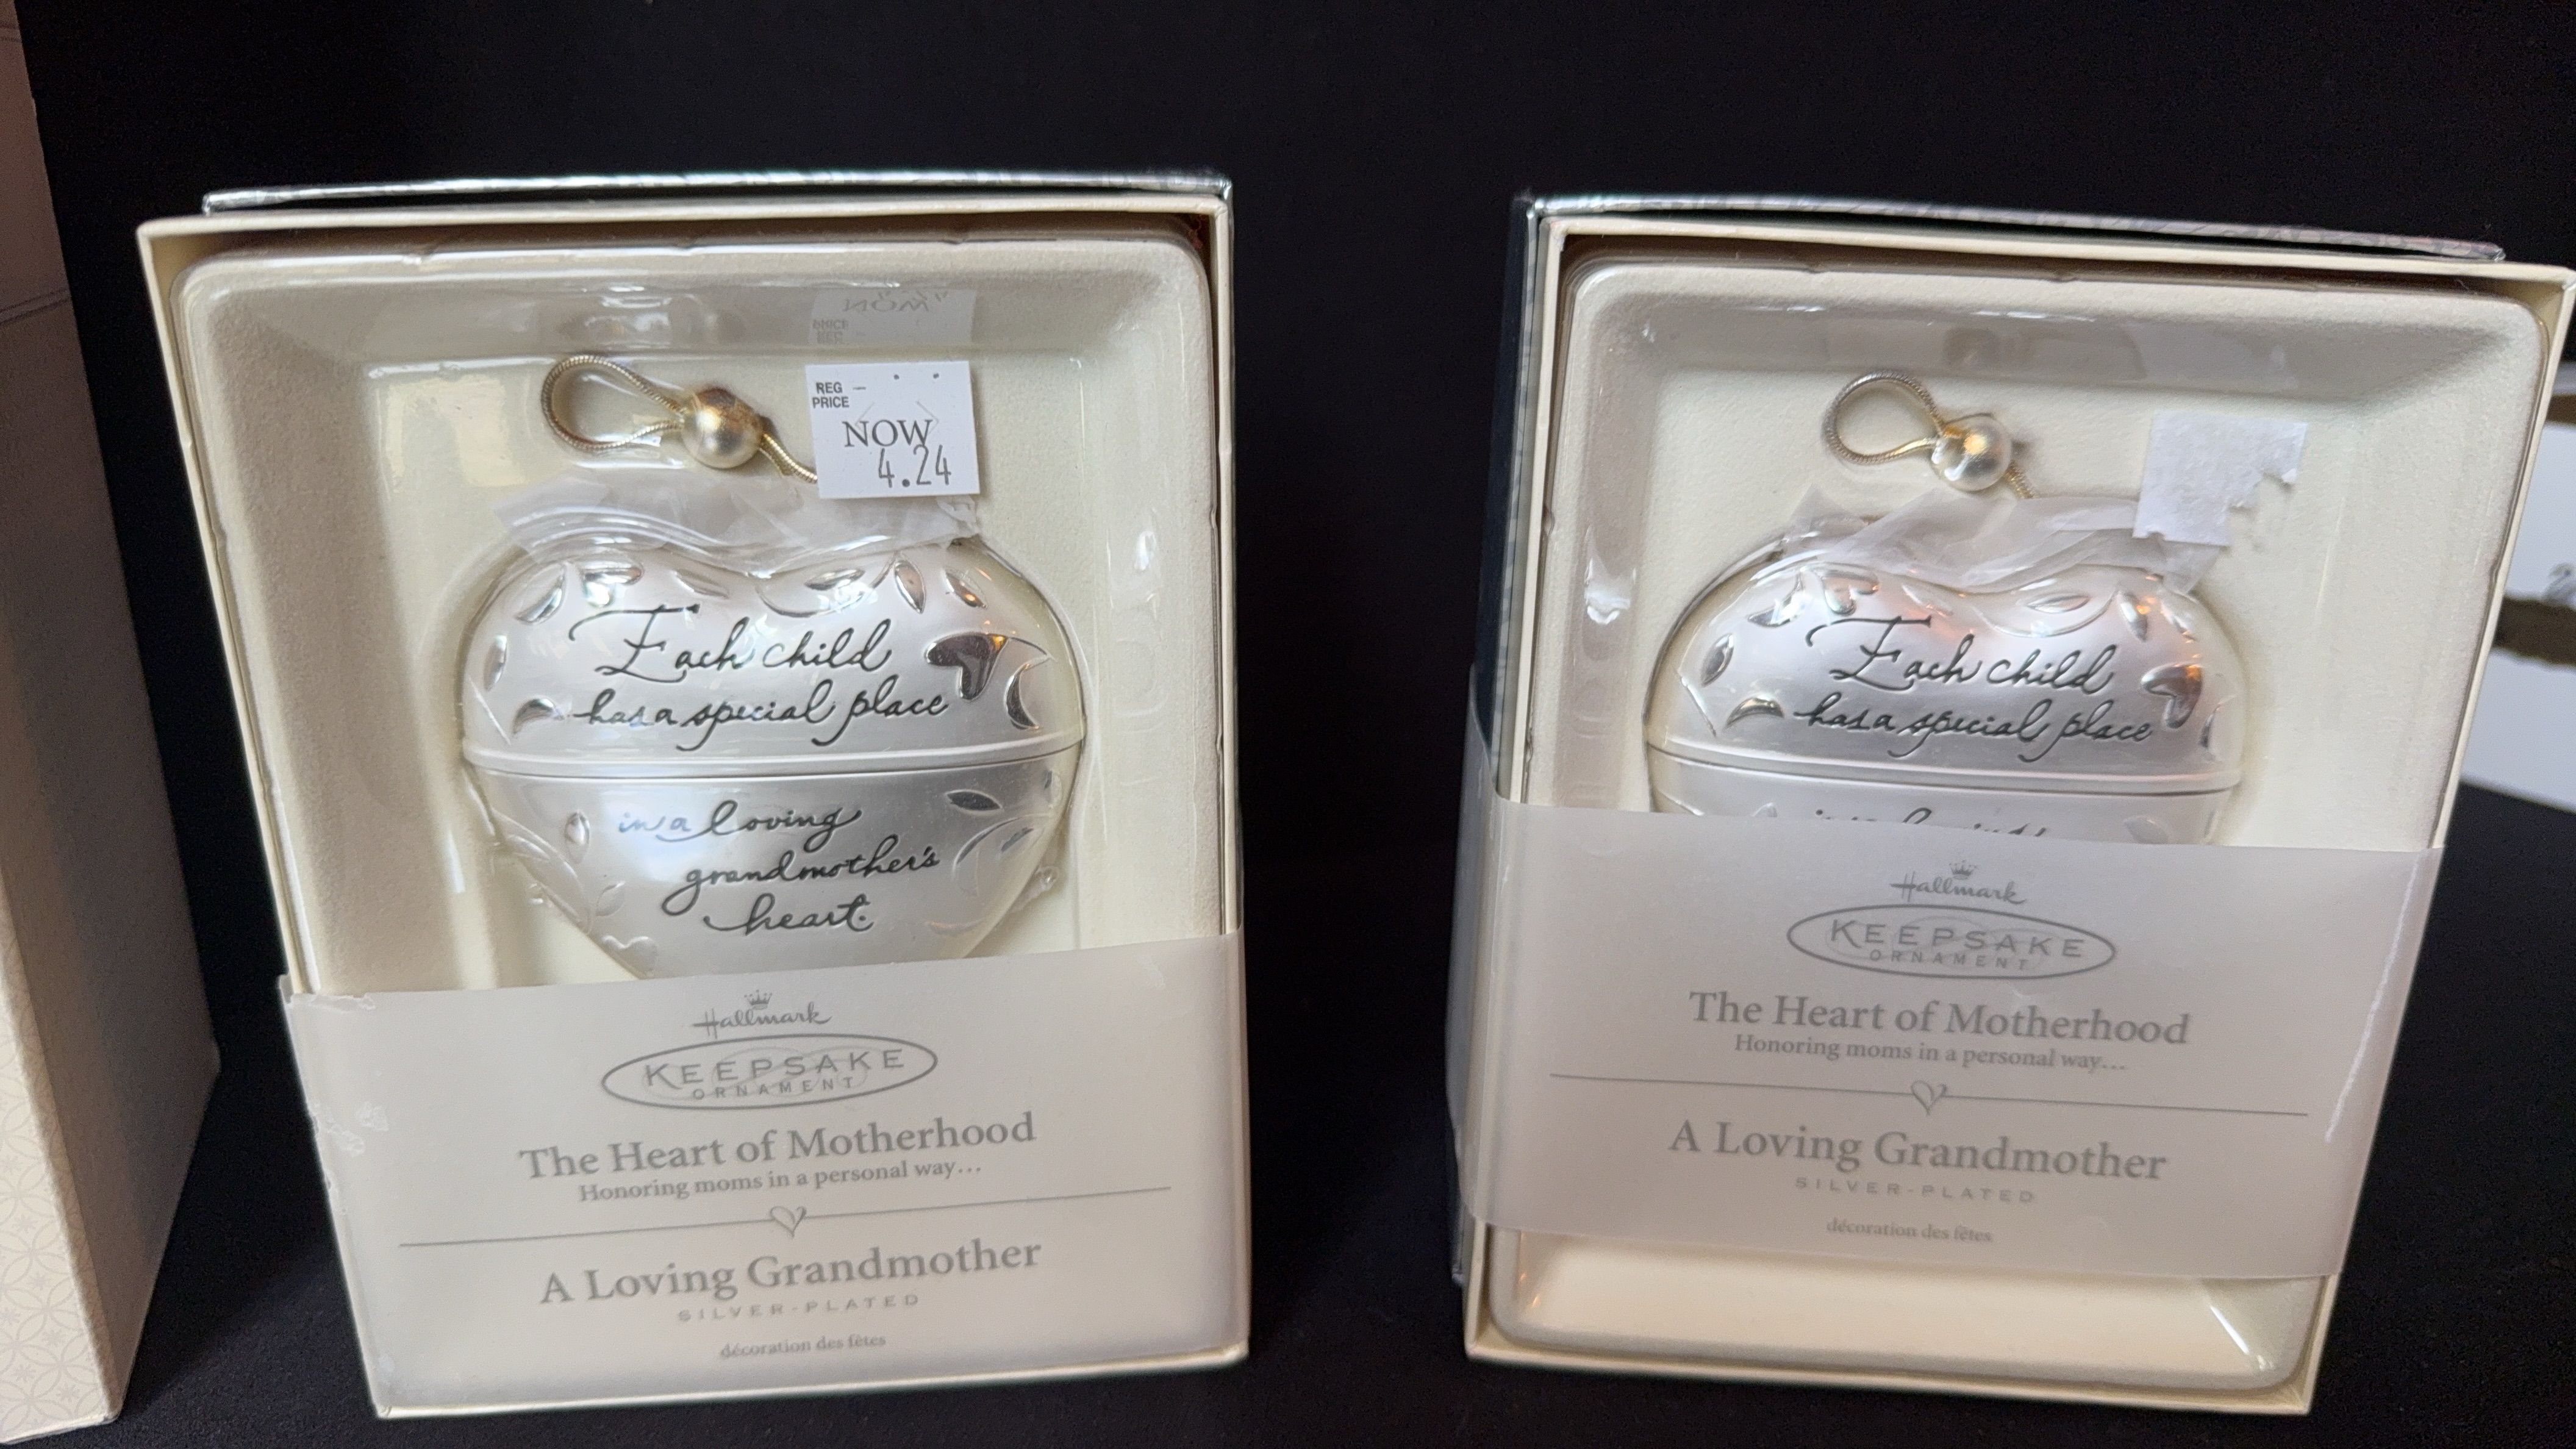 REG
PRICE
NOW
4.24
Each child
has a special place
in a loving
grandmother's
heart.
Hallmark
KEEPSAKE
ORNAMENT
The Heart of Motherhood
Honoring moms in a personal way...
A Loving Grandmother
SILVER-PLATED
décoration des fêtes
Each child
has a special place
Hallmark
KEEPSAKE
ORNAMENT
The Heart of Motherhood
Honoring moms in a personal way...
A Loving Grandmother
SILVER-PLATED
décoration des fêtes